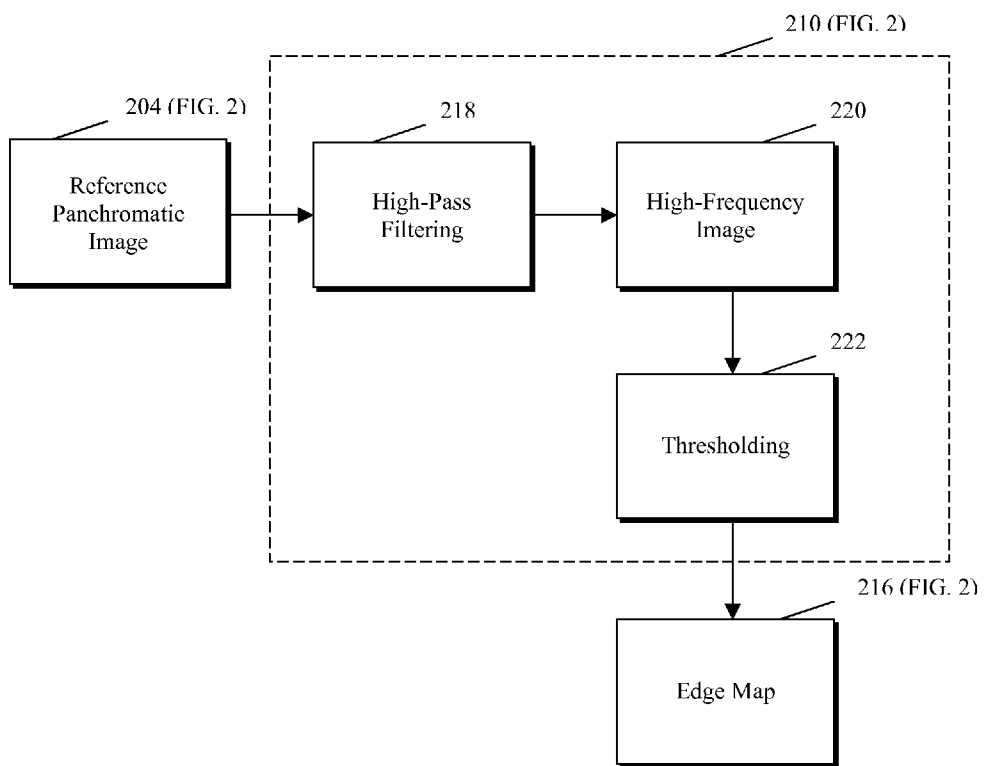 210 (FIG. 2)
204 (FIG. 2)
218
220
Reference
Panchromatic
Image
High-Pass
Filtering
High-Frequency
Image
222
Thresholding
216 (FIG. 2)
Edge Map